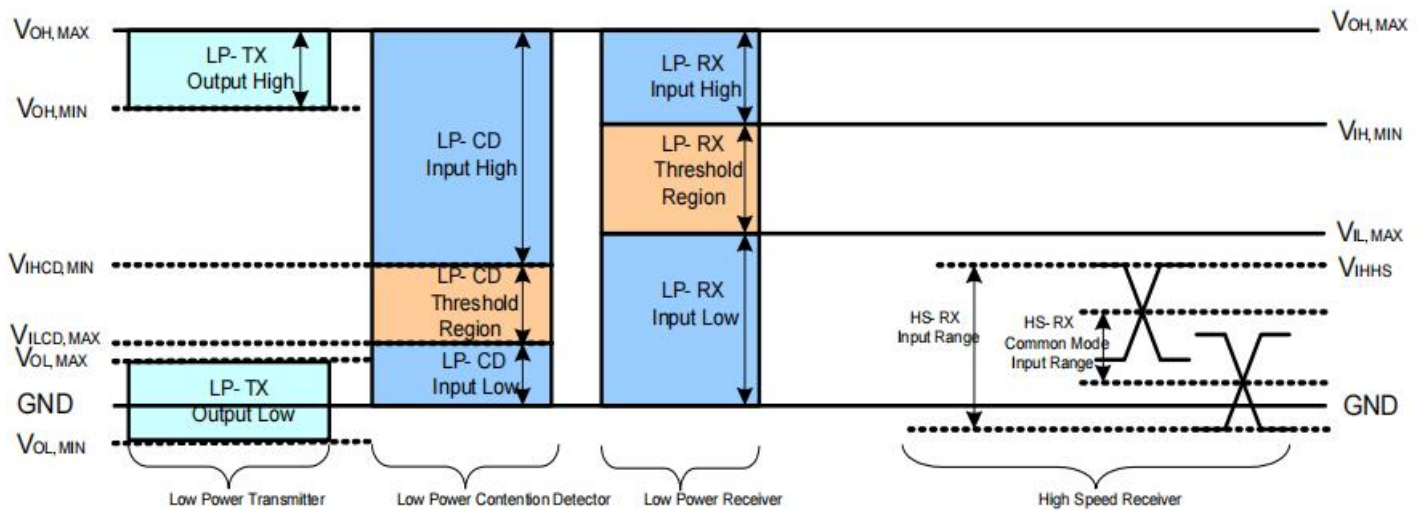 VOH, MAX
LP- TX
Output High
VOH,MIN
LP- CD
Input High
LP- RX
Input High
LP- RX
Threshold
Region
VOH, MAX
VIH, MIN
VIL, MAX
VIHCD, MIN
LP- CD
Threshold
Region
VILCD, MAX
VOL, MAX
LP- CD
Input Low
LP- RX
Input Low
VIHHS
HS- RX
Input Range
HS- RX
Common Mode
Input Range
GND
LP- TX
Output Low
GND
VOL, MIN
Low Power Transmitter
Low Power Contention Detector
Low Power Receiver
High Speed Receiver